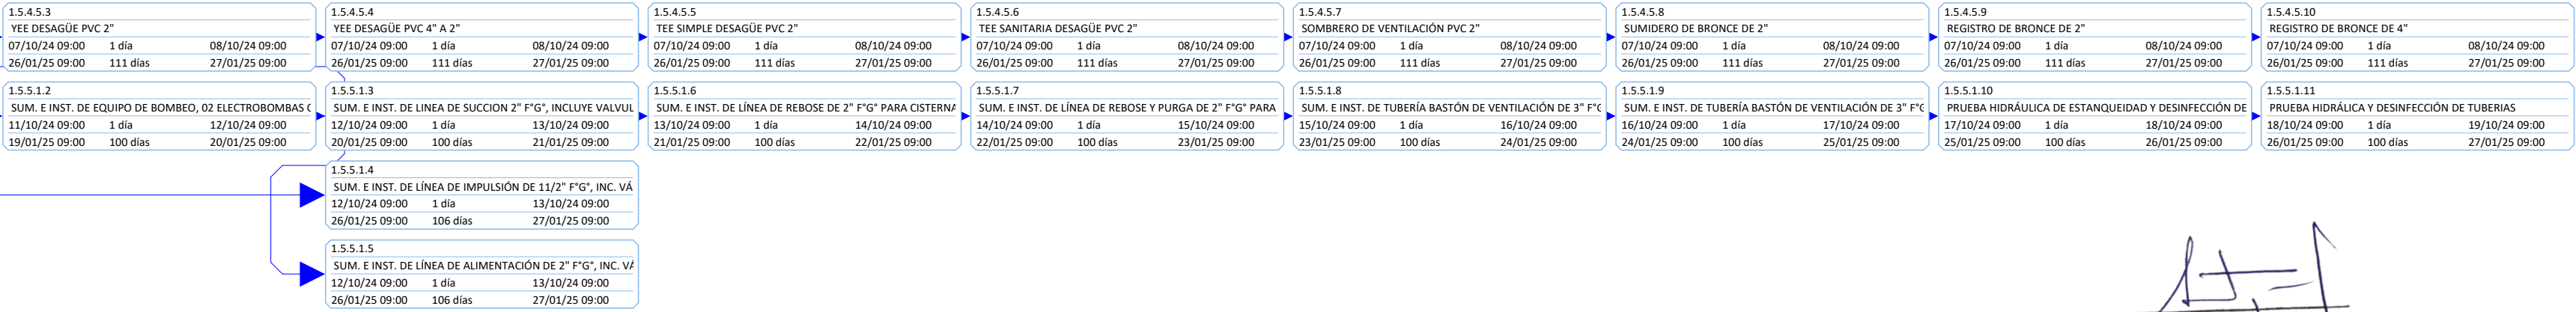 1.5.4.5.3
YEE DESAGÜE PVC 2"
07/10/24 09:00 1 día 08/10/24 09:00
26/01/25 09:00 111 días 27/01/25 09:00
1.5.4.5.4
YEE DESAGÜE PVC 4" A 2"
07/10/24 09:00 1 día 08/10/24 09:00
26/01/25 09:00 111 días 27/01/25 09:00
1.5.4.5.5
TEE SIMPLE DESAGÜE PVC 2"
07/10/24 09:00 1 día 08/10/24 09:00
26/01/25 09:00 111 días 27/01/25 09:00
1.5.4.5.6
TEE SANITARIA DESAGÜE PVC 2"
07/10/24 09:00 1 día 08/10/24 09:00
26/01/25 09:00 111 días 27/01/25 09:00
1.5.4.5.7
SOMBRERO DE VENTILACIÓN PVC 2"
07/10/24 09:00 1 día 08/10/24 09:00
26/01/25 09:00 111 días 27/01/25 09:00
1.5.4.5.8
SUMIDERO DE BRONCE DE 2"
07/10/24 09:00 1 día 08/10/24 09:00
26/01/25 09:00 111 días 27/01/25 09:00
1.5.4.5.9
REGISTRO DE BRONCE DE 2"
07/10/24 09:00 1 día 08/10/24 09:00
26/01/25 09:00 111 días 27/01/25 09:00
1.5.4.5.10
REGISTRO DE BRONCE DE 4"
07/10/24 09:00 1 día 08/10/24 09:00
26/01/25 09:00 111 días 27/01/25 09:00
1.5.5.1.2
SUM. E INST. DE EQUIPO DE BOMBEO, 02 ELECTROBOMBAS
11/10/24 09:00 1 día 12/10/24 09:00
19/01/25 09:00 100 días 20/01/25 09:00
1.5.5.1.3
SUM. E INST. DE LINEA DE SUCCION 2" F°G°, INCLUYE VALVUL
12/10/24 09:00 1 día 13/10/24 09:00
20/01/25 09:00 100 días 21/01/25 09:00
1.5.5.1.6
SUM. E INST. DE LÍNEA DE REBOSE DE 2" F°G° PARA CISTERNA
13/10/24 09:00 1 día 14/10/24 09:00
21/01/25 09:00 100 días 22/01/25 09:00
1.5.5.1.7
SUM. E INST. DE LÍNEA DE REBOSE Y PURGA DE 2" F°G° PARA
14/10/24 09:00 1 día 15/10/24 09:00
22/01/25 09:00 100 días 23/01/25 09:00
1.5.5.1.8
SUM. E INST. DE TUBERÍA BASTÓN DE VENTILACIÓN DE 3" F°G
15/10/24 09:00 1 día 16/10/24 09:00
23/01/25 09:00 100 días 24/01/25 09:00
1.5.5.1.9
SUM. E INST. DE TUBERÍA BASTÓN DE VENTILACIÓN DE 3" F°G
16/10/24 09:00 1 día 17/10/24 09:00
24/01/25 09:00 100 días 25/01/25 09:00
1.5.5.1.10
PRUEBA HIDRÁULICA DE ESTANQUEIDAD Y DESINFECCIÓN DE
17/10/24 09:00 1 día 18/10/24 09:00
25/01/25 09:00 100 días 26/01/25 09:00
1.5.5.1.11
PRUEBA HIDRÁLICA Y DESINFECCIÓN DE TUBERIAS
18/10/24 09:00 1 día 19/10/24 09:00
26/01/25 09:00 100 días 27/01/25 09:00
1.5.5.1.4
SUM. E INST. DE LÍNEA DE IMPULSIÓN DE 11/2" F°G°, INC. VÁ
12/10/24 09:00 1 día 13/10/24 09:00
26/01/25 09:00 106 días 27/01/25 09:00
1.5.5.1.5
SUM. E INST. DE LÍNEA DE ALIMENTACIÓN DE 2" F°G°, INC. VÁ
12/10/24 09:00 1 día 13/10/24 09:00
26/01/25 09:00 106 días 27/01/25 09:00